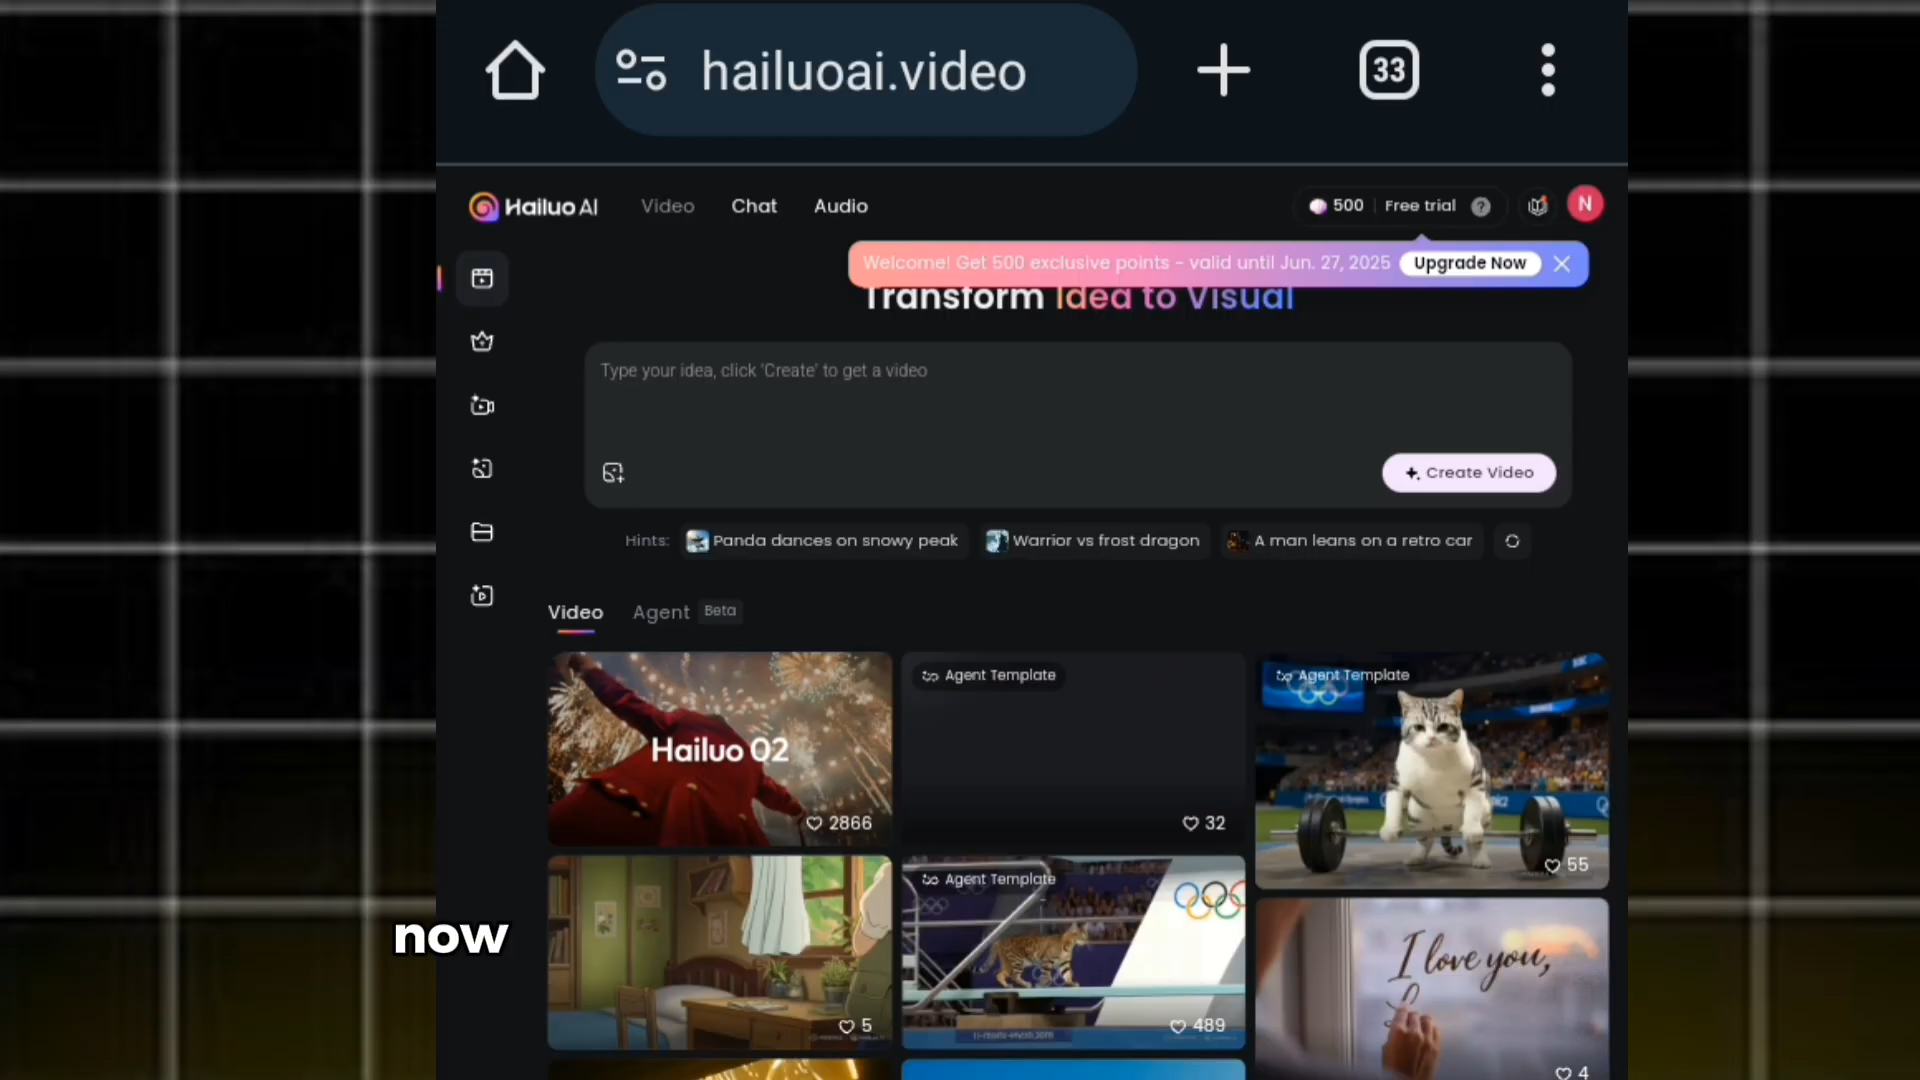 hailuoai.video
33
Hailuo AI
Video
Chat
Audio
500
Free trial
?
N
Welcome! Get 500 exclusive points - valid until Jun. 27, 2025
Upgrade Now
Transform Idea to Visual
Type your idea, click 'Create' to get a video
Create Video
Hints:
Panda dances on snowy peak
Warrior vs frost dragon
A man leans on a retro car
Video
Agent
Beta
Hailuo 02
2866
Agent Template
32
Agent Template
55
5
Agent Template
489
I love you,
4
now